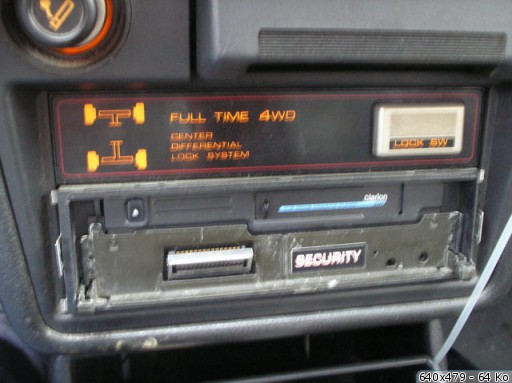 FULL TIME 4WD
CENTER
DIFFERENTIAL
LOCK SYSTEM
LOCK SW
clarion
SECURITY
640x479 - 64 Ko